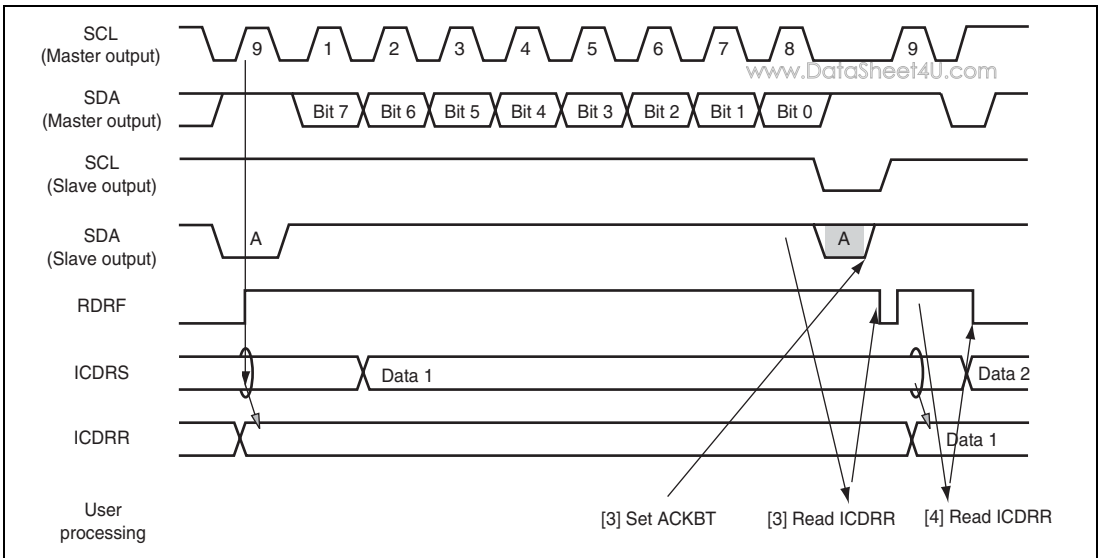 SCL
(Master output)
9 1 2 3 4 5 6 7 8 9
www.DataSheet4U.com
SDA
(Master output)
Bit 7 Bit 6 Bit 5 Bit 4 Bit 3 Bit 2 Bit 1 Bit 0
SCL
(Slave output)
SDA
(Slave output)
A A
RDRF
ICDRS
Data 1 Data 2
ICDRR
Data 1
User
processing
[3] Set ACKBT [3] Read ICDRR [4] Read ICDRR